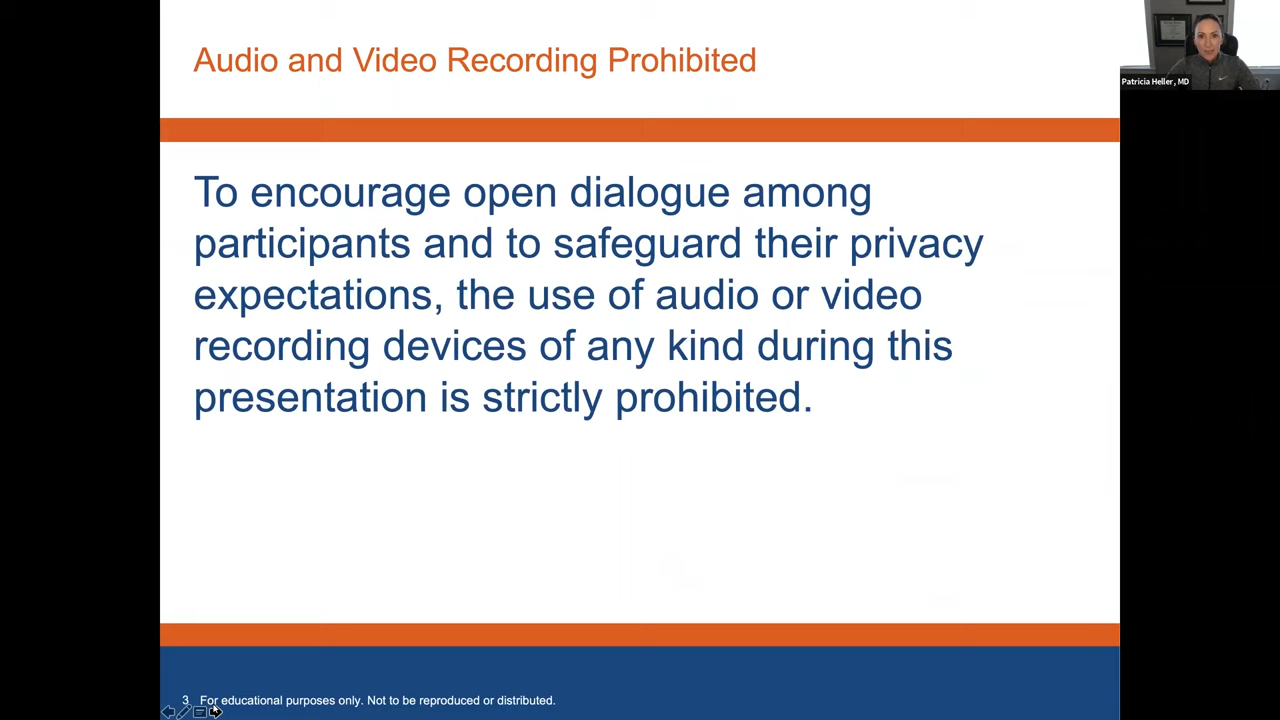 Audio and Video Recording Prohibited
Patricia Heller, MD
To encourage open dialogue among
participants and to safeguard their privacy
expectations, the use of audio or video
recording devices of any kind during this
presentation is strictly prohibited.
3 For educational purposes only. Not to be reproduced or distributed.